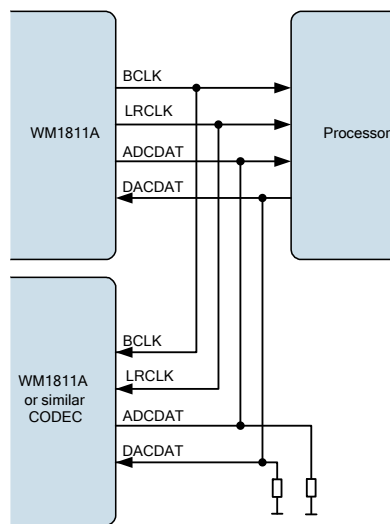 BCLK
LRCLK
WM1811A
Processor
ADCDAT
DACDAT
BCLK
LRCLK
WM1811A
or similar
CODEC
ADCDAT
DACDAT